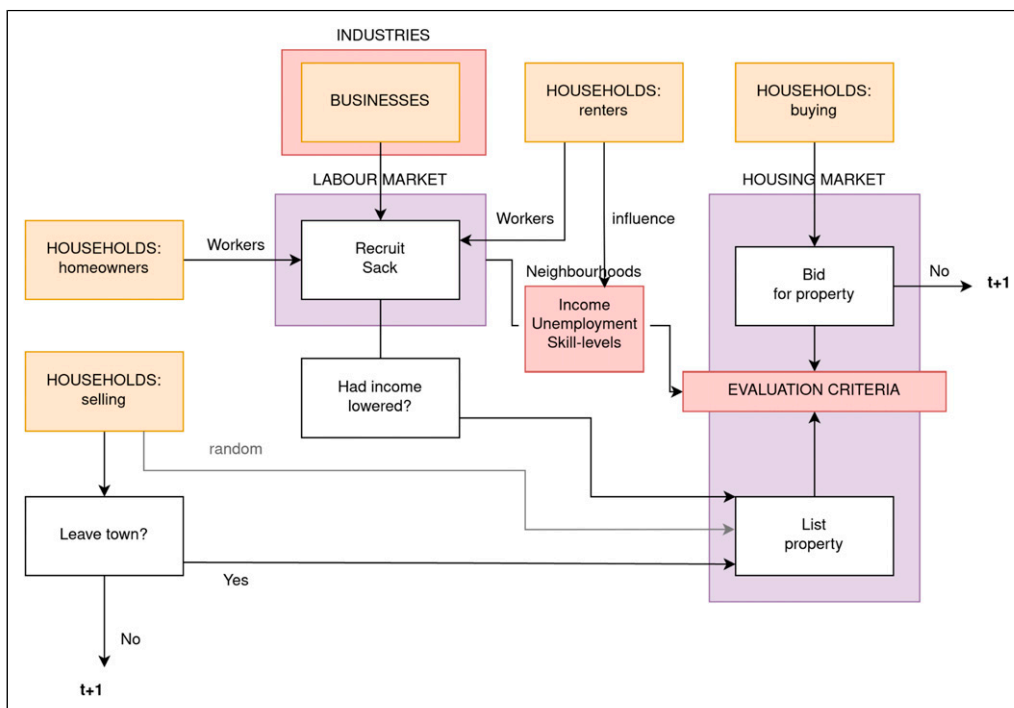 INDUSTRIES
BUSINESSES
HOUSEHOLDS:
renters
HOUSEHOLDS:
buying
LABOUR MARKET
HOUSING MARKET
Workers
influence
HOUSEHOLDS:
homeowners
Workers
Recruit
Sack
Neighbourhoods
Bid
for property
No
t+1
Income
Unemployment
Skill-levels
HOUSEHOLDS:
selling
Had income
lowered?
EVALUATION CRITERIA
random
Leave town?
List
property
Yes
No
t+1